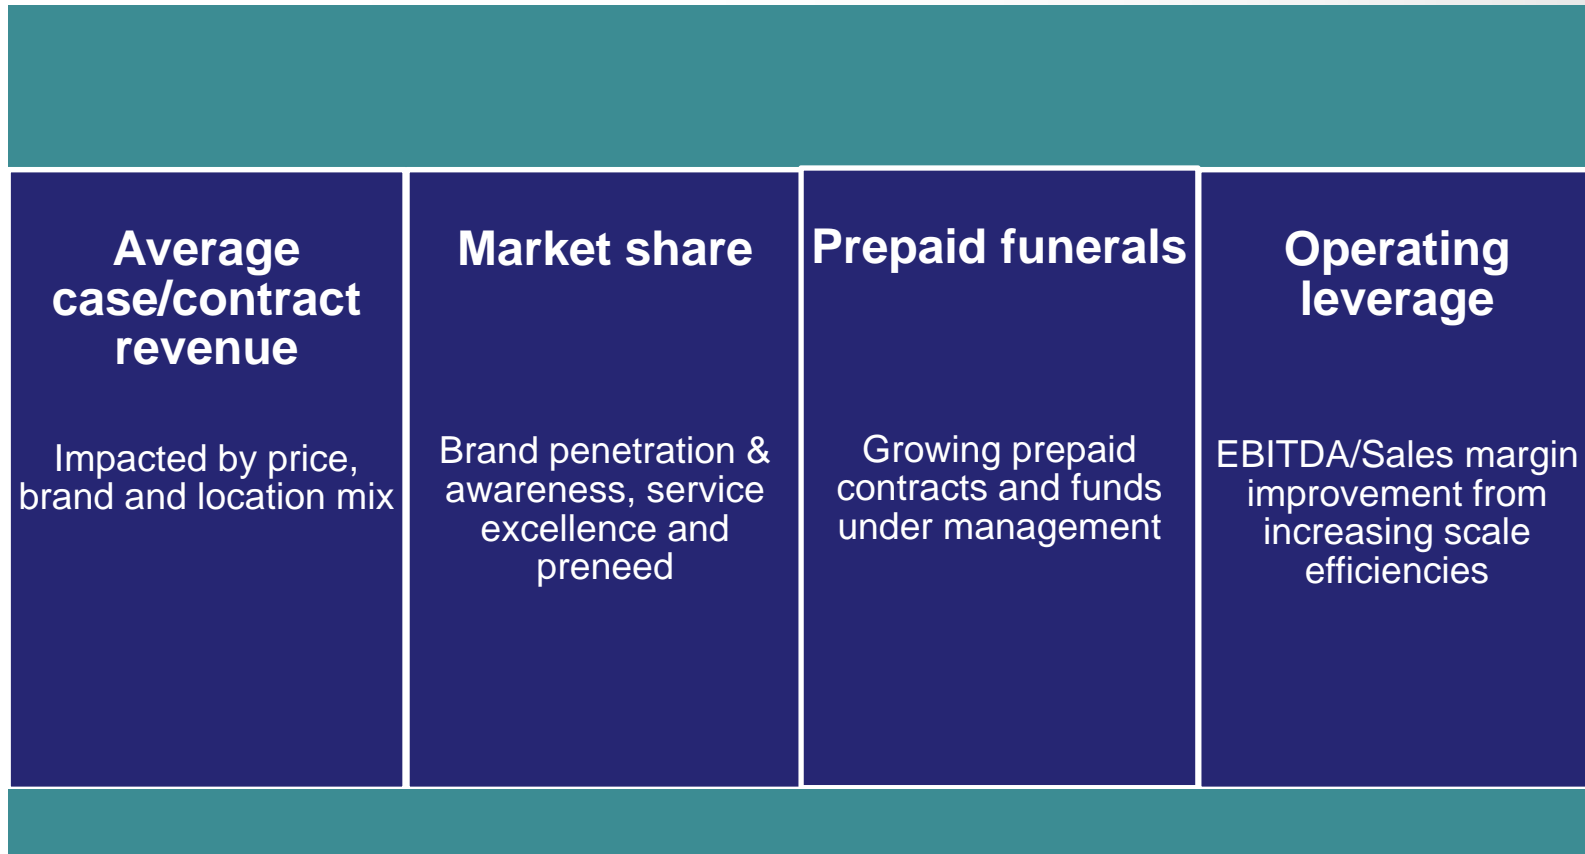 Average
case/contract
revenue
Impacted by price,
brand and location mix
Market share
Brand penetration &
awareness, service
excellence and
preneed
Prepaid funerals
Growing prepaid
contracts and funds
under management
Operating
leverage
EBITDA/Sales margin
improvement from
increasing scale
efficiencies